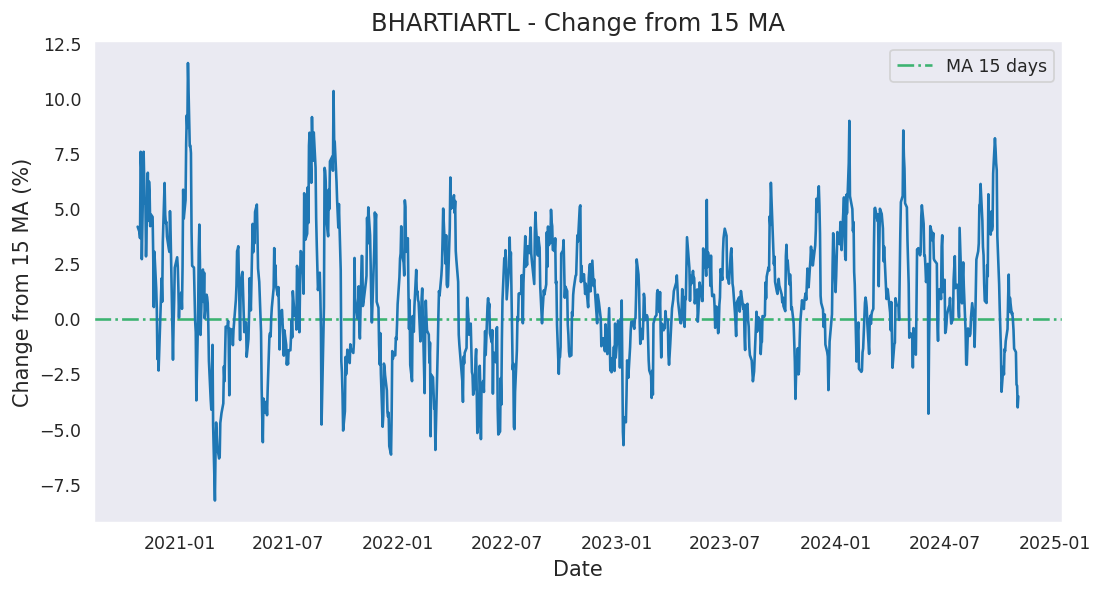 BHARTIARTL - Change from 15 MA
MA 15 days
Change from 15 MA (%)
12.5
10.0
7.5
5.0
2.5
0.0
−2.5
−5.0
−7.5
2021-01 2021-07 2022-01 2022-07 2023-01 2023-07 2024-01 2024-07 2025-01
Date